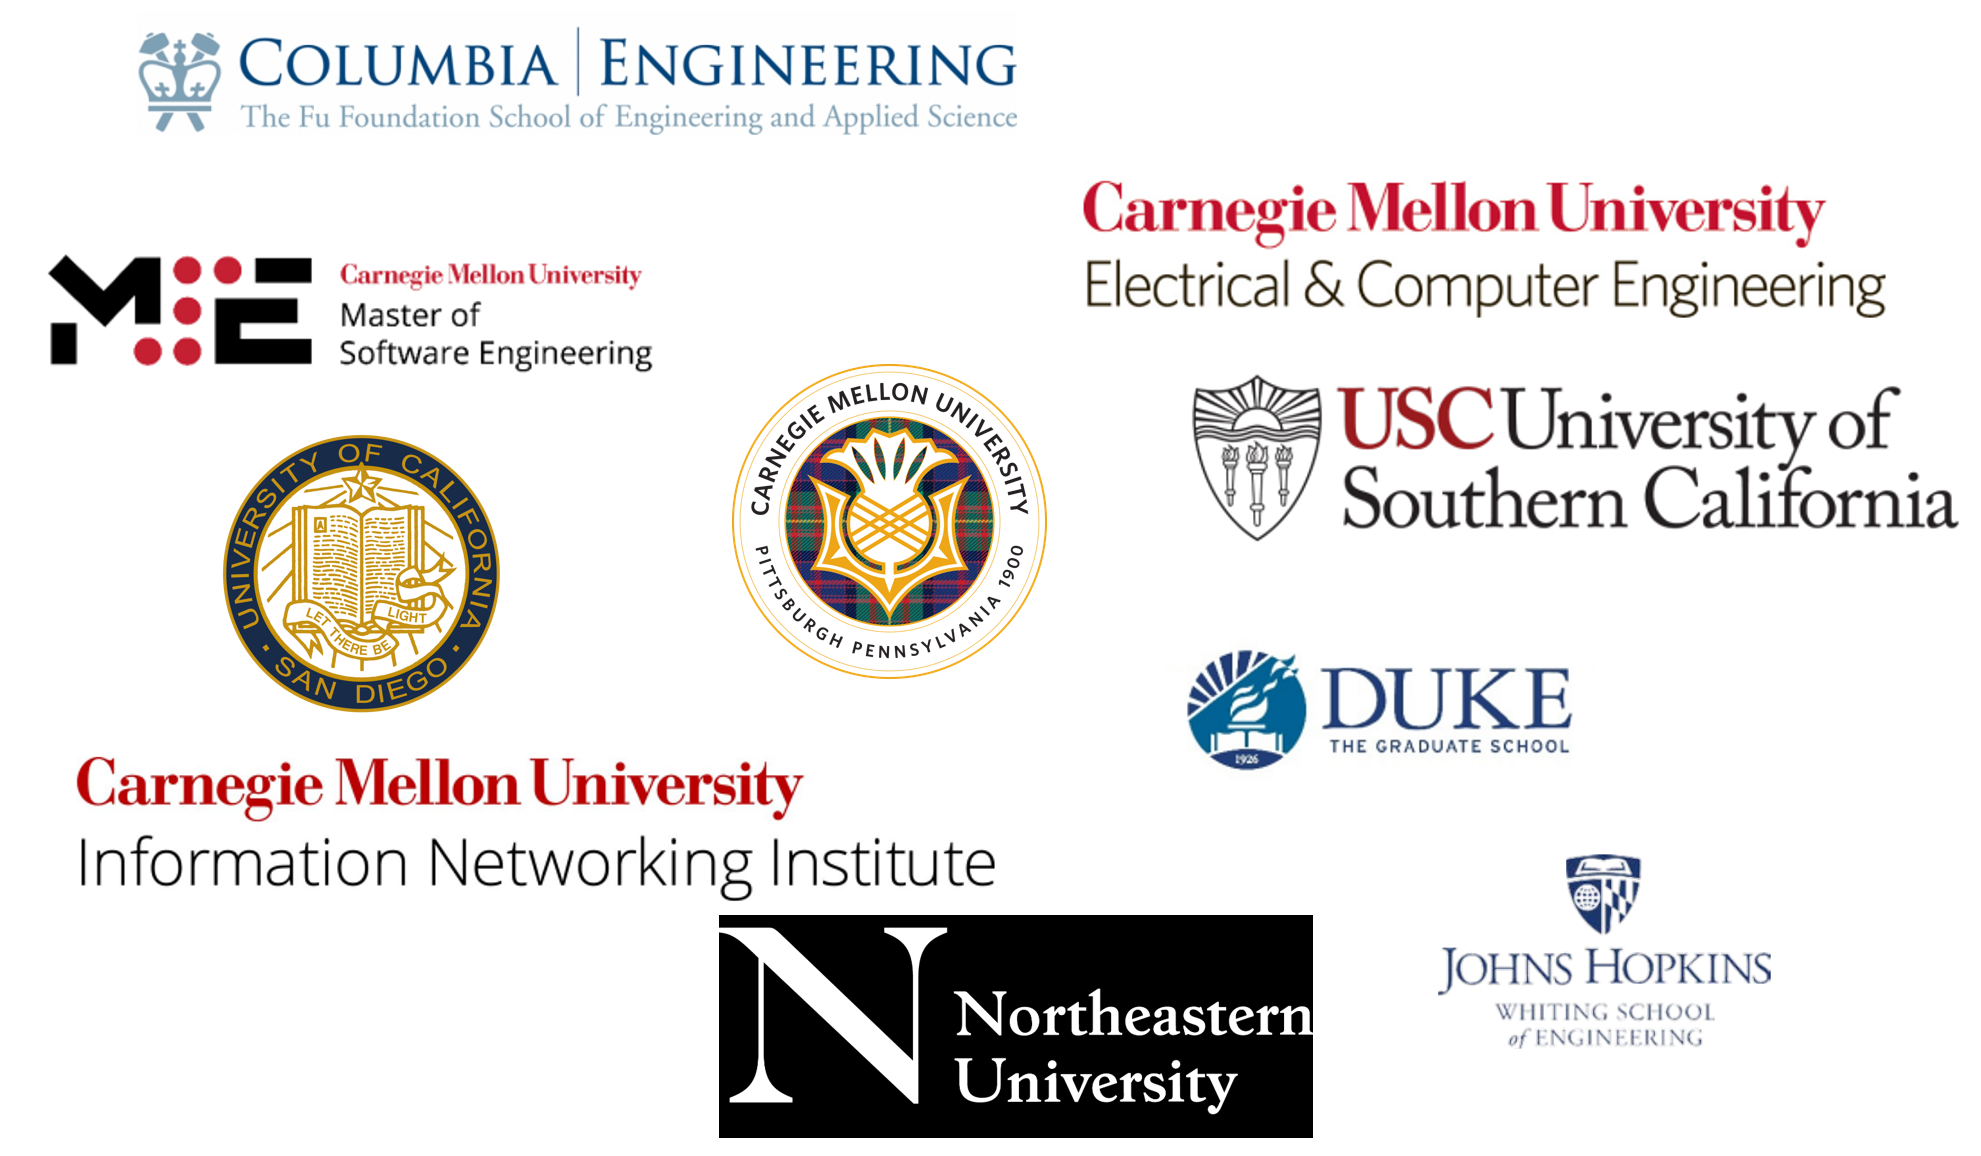 COLUMBIA | ENGINEERING
The Fu Foundation School of Engineering and Applied Science
Carnegie Mellon University
Electrical & Computer Engineering
Carnegie Mellon University
Master of
Software Engineering
CARNEGIE MELLON UNIVERSITY
PITTSBURGH PENNSYLVANIA 1900
USC University of
Southern California
UNIVERSITY OF CALIFORNIA
· SAN DIEGO ·
A
LET THERE BE LIGHT
DUKE
THE GRADUATE SCHOOL
1926
Carnegie Mellon University
Information Networking Institute
JOHNS HOPKINS
WHITING SCHOOL
of ENGINEERING
N
Northeastern
University